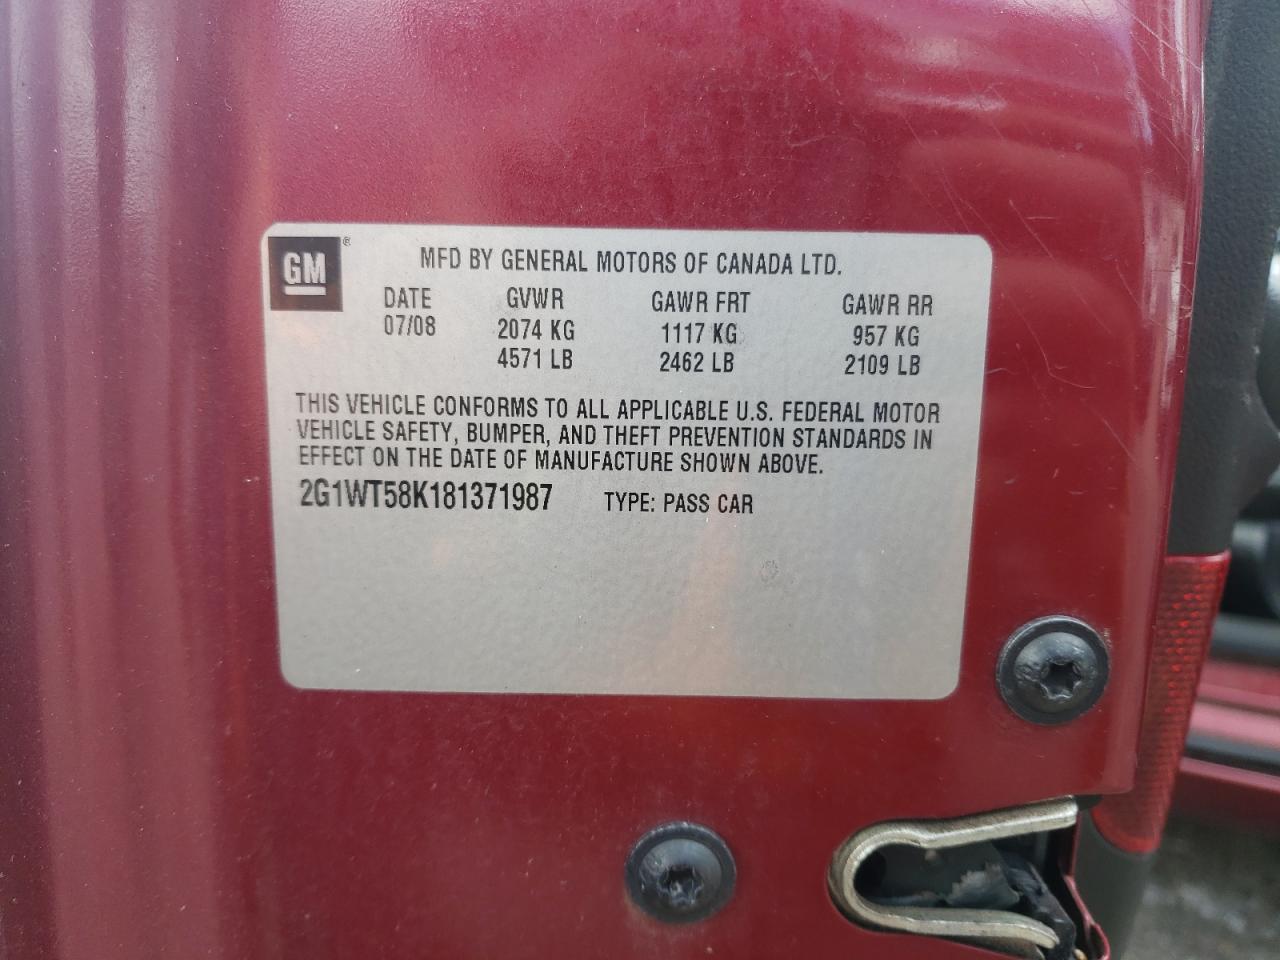 GM®
MFD BY GENERAL MOTORS OF CANADA LTD.
DATE GVWR GAWR FRT GAWR RR
07/08 2074 KG 1117 KG 957 KG
4571 LB 2462 LB 2109 LB
THIS VEHICLE CONFORMS TO ALL APPLICABLE U.S. FEDERAL MOTOR
VEHICLE SAFETY, BUMPER, AND THEFT PREVENTION STANDARDS IN
EFFECT ON THE DATE OF MANUFACTURE SHOWN ABOVE.
2G1WT58K181371987 TYPE: PASS CAR